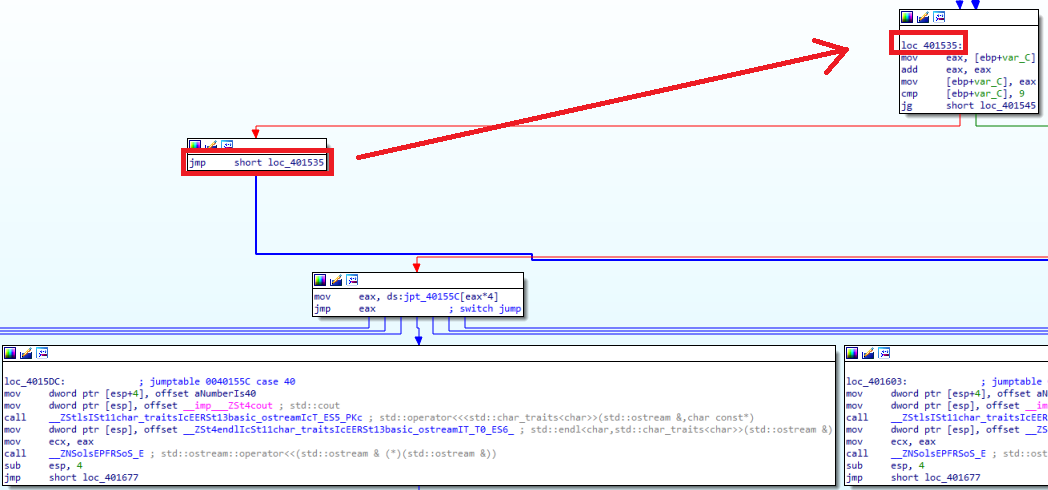 loc_401535:
mov eax, [ebp+var_C]
add eax, eax
mov [ebp+var_C], eax
cmp [ebp+var_C], 9
jg short loc_401545
jmp short loc_401535
mov eax, ds:jpt_40155C[eax*4]
jmp eax ; switch jump
loc_4015DC: ; jumptable 0040155C case 40
mov dword ptr [esp+4], offset aNumberIs40
mov dword ptr [esp], offset __imp___ZSt4cout ; std::cout
call __ZStlsISt11char_traitsIcEERSt13basic_ostreamIcT_ES5_PKc ; std::operator<<<std::char_traits<char>>(std::ostream &,char const*)
mov dword ptr [esp], offset __ZSt4endlIcSt11char_traitsIcEERSt13basic_ostreamIT_T0_ES6_ ; std::endl<char,std::char_traits<char>>(std::ostream &)
mov ecx, eax
call __ZNSolsEPFRSoS_E ; std::ostream::operator<<(std::ostream & (*)(std::ostream &))
sub esp, 4
jmp short loc_401677
loc_401603: ; jumptable
mov dword ptr [esp+4], of
mov dword ptr [esp], offset __im
call __ZStlsISt11char_traitsIcEER
mov dword ptr [esp], offset __ZS
mov ecx, eax
call __ZNSolsEPFRSoS_E ; std::os
sub esp, 4
jmp short loc_401677